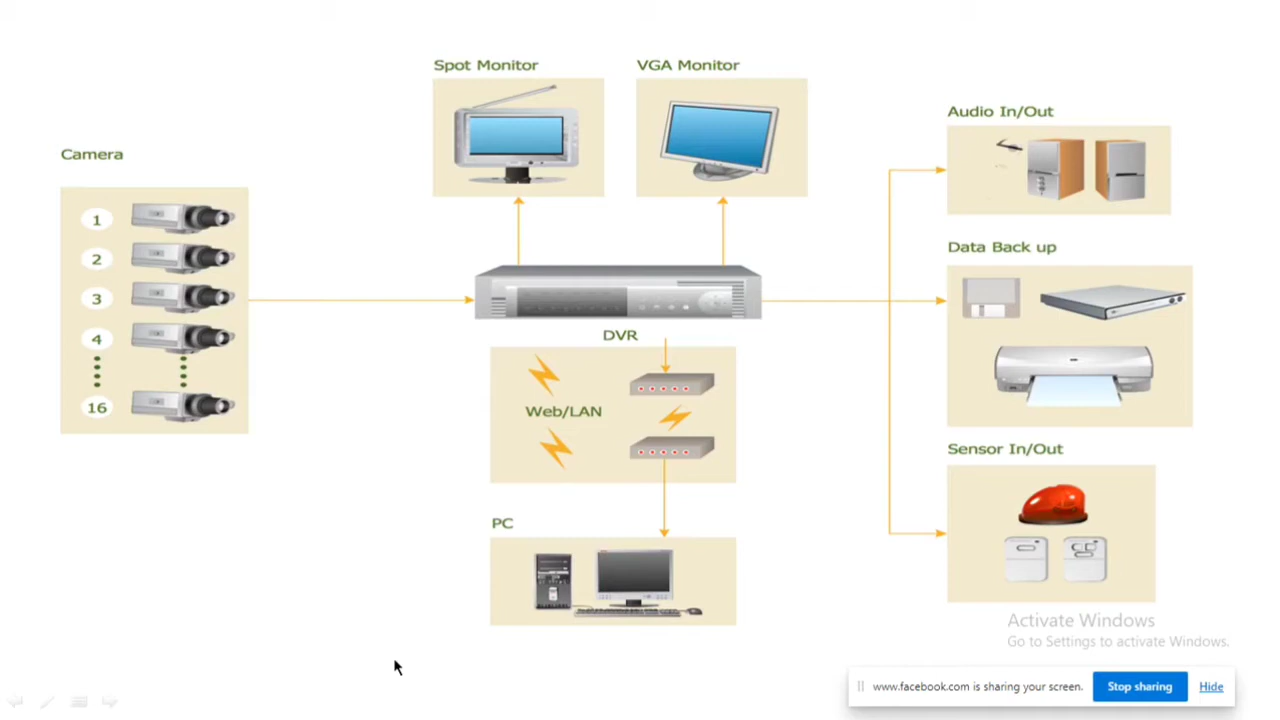 Spot Monitor
VGA Monitor
Audio In/Out
Camera
1
2
3
4
16
Data Back up
DVR
Web/LAN
Sensor In/Out
PC
Activate Windows
Go to Settings to activate Windows.
www.facebook.com is sharing your screen.
Stop sharing
Hide